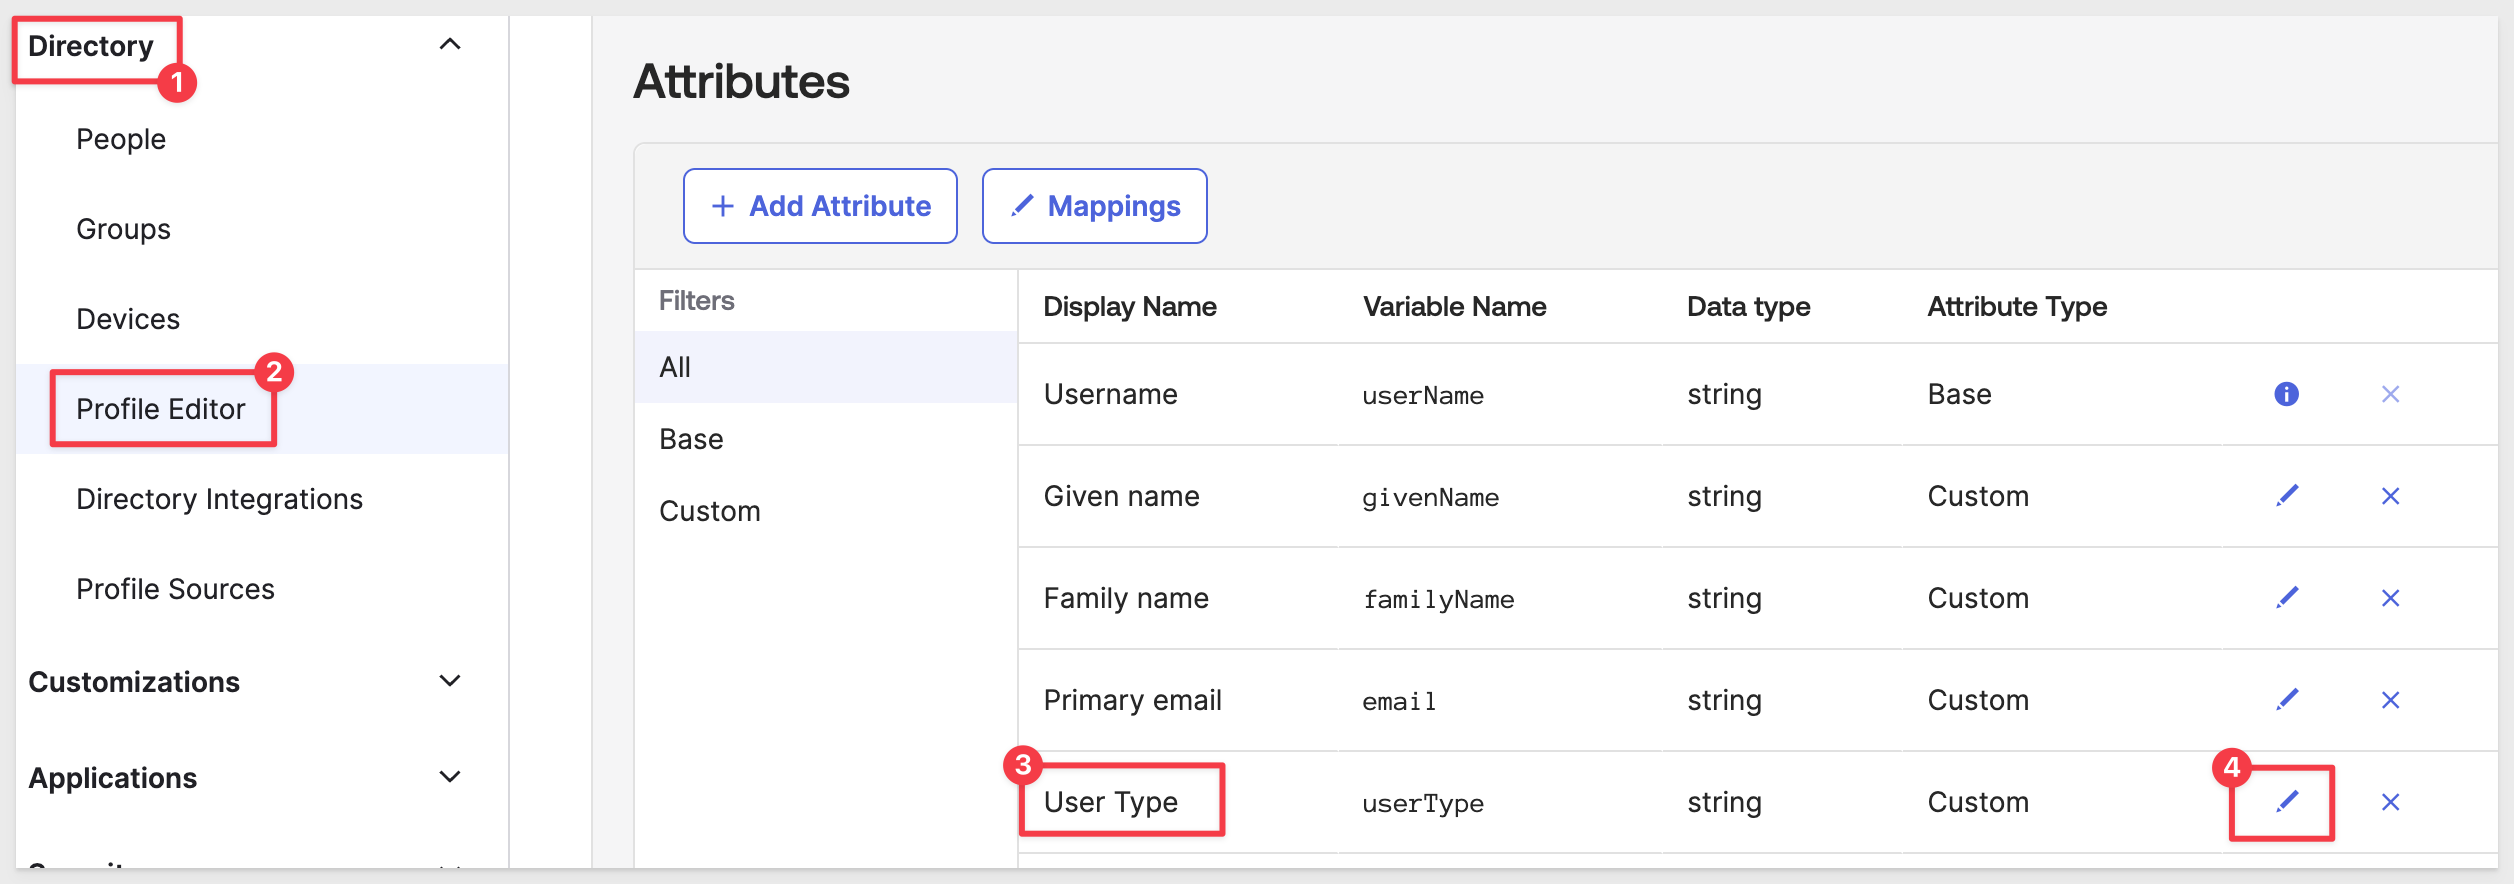 Directory
1
People
Groups
Devices
Profile Editor
2
Directory Integrations
Profile Sources
Customizations
Applications
Attributes
Add Attribute
Mappings
Filters
All
Base
Custom
Display Name Variable Name Data type Attribute Type
Username userName string Base
Given name givenName string Custom
Family name familyName string Custom
Primary email email string Custom
3
4
User Type userType string Custom